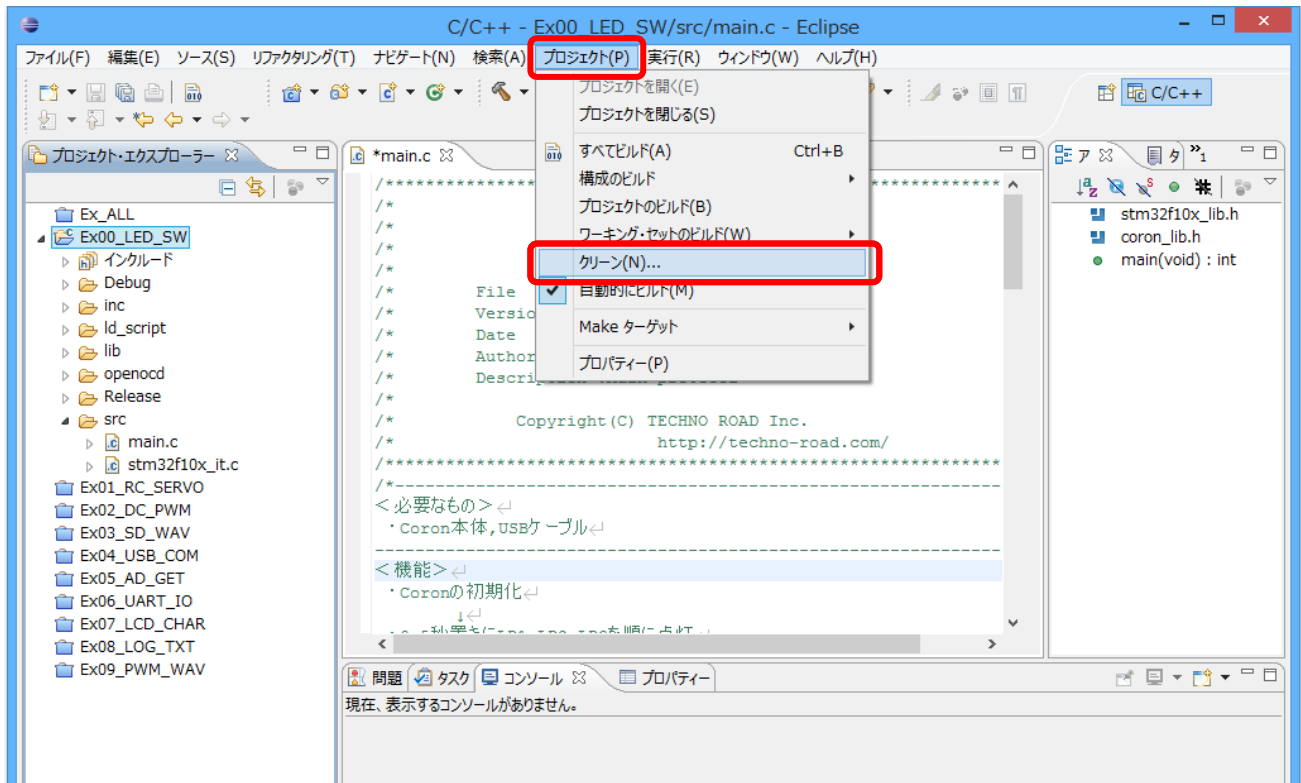 C/C++ - Ex00_LED_SW/src/main.c - Eclipse
ファイル(F) 編集(E) ソース(S) リファクタリング(T) ナビゲート(N) 検索(A) プロジェクト(P) 実行(R) ウィンドウ(W) ヘルプ(H)
プロジェクトを開く(E)
プロジェクトを閉じる(S)
すべてビルド(A) Ctrl+B
構成のビルド
プロジェクトのビルド(B)
ワーキング・セットのビルド(W)
クリーン(N)...
自動的にビルド(M)
Make ターゲット
プロパティー(P)
C/C++
プロジェクト・エクスプローラー
Ex_ALL
Ex00_LED_SW
インクルード
Debug
inc
ld_script
lib
openocd
Release
src
main.c
stm32f10x_it.c
Ex01_RC_SERVO
Ex02_DC_PWM
Ex03_SD_WAV
Ex04_USB_COM
Ex05_AD_GET
Ex06_UART_IO
Ex07_LCD_CHAR
Ex08_LOG_TXT
Ex09_PWM_WAV
*main.c
/*
/*
/*
/*
/* File
/* Versio
/* Date
/* Author
/* Descri
/*
/* Copyright(C) TECHNO ROAD Inc.
/* http://techno-road.com/
<必要なもの>
・Coron本体,USBケーブル
<機能>
・Coronの初期化
↓
ア タ 1
stm32f10x_lib.h
coron_lib.h
main(void) : int
問題 タスク コンソール プロパティー
現在、表示するコンソールがありません。